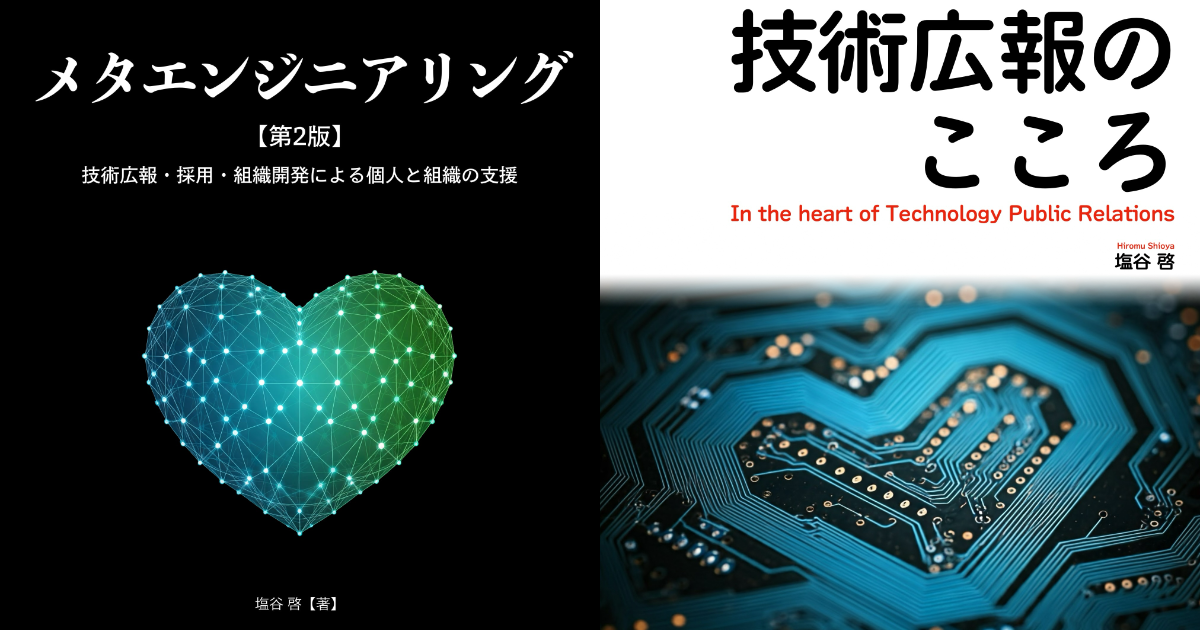 メタエンジニアリング
【第2版】
技術広報・採用・組織開発による個人と組織の支援
塩谷 啓【著】
技術広報の
こころ
In the heart of Technology Public Relations
Hiromu Shioya
塩谷 啓